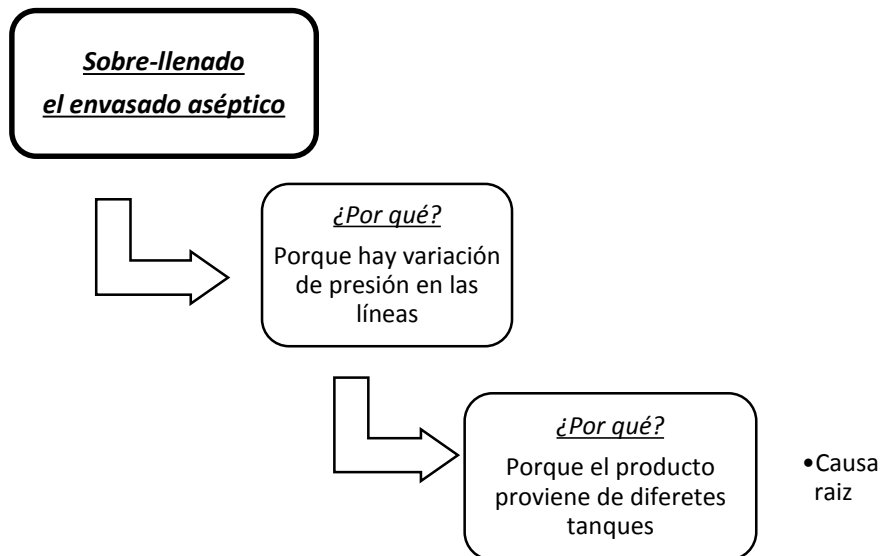 Sobre-llenado
el envasado aséptico
¿Por qué?
Porque hay variación
de presión en las
líneas
¿Por qué?
Porque el producto
proviene de diferetes
tanques
•Causa
raiz